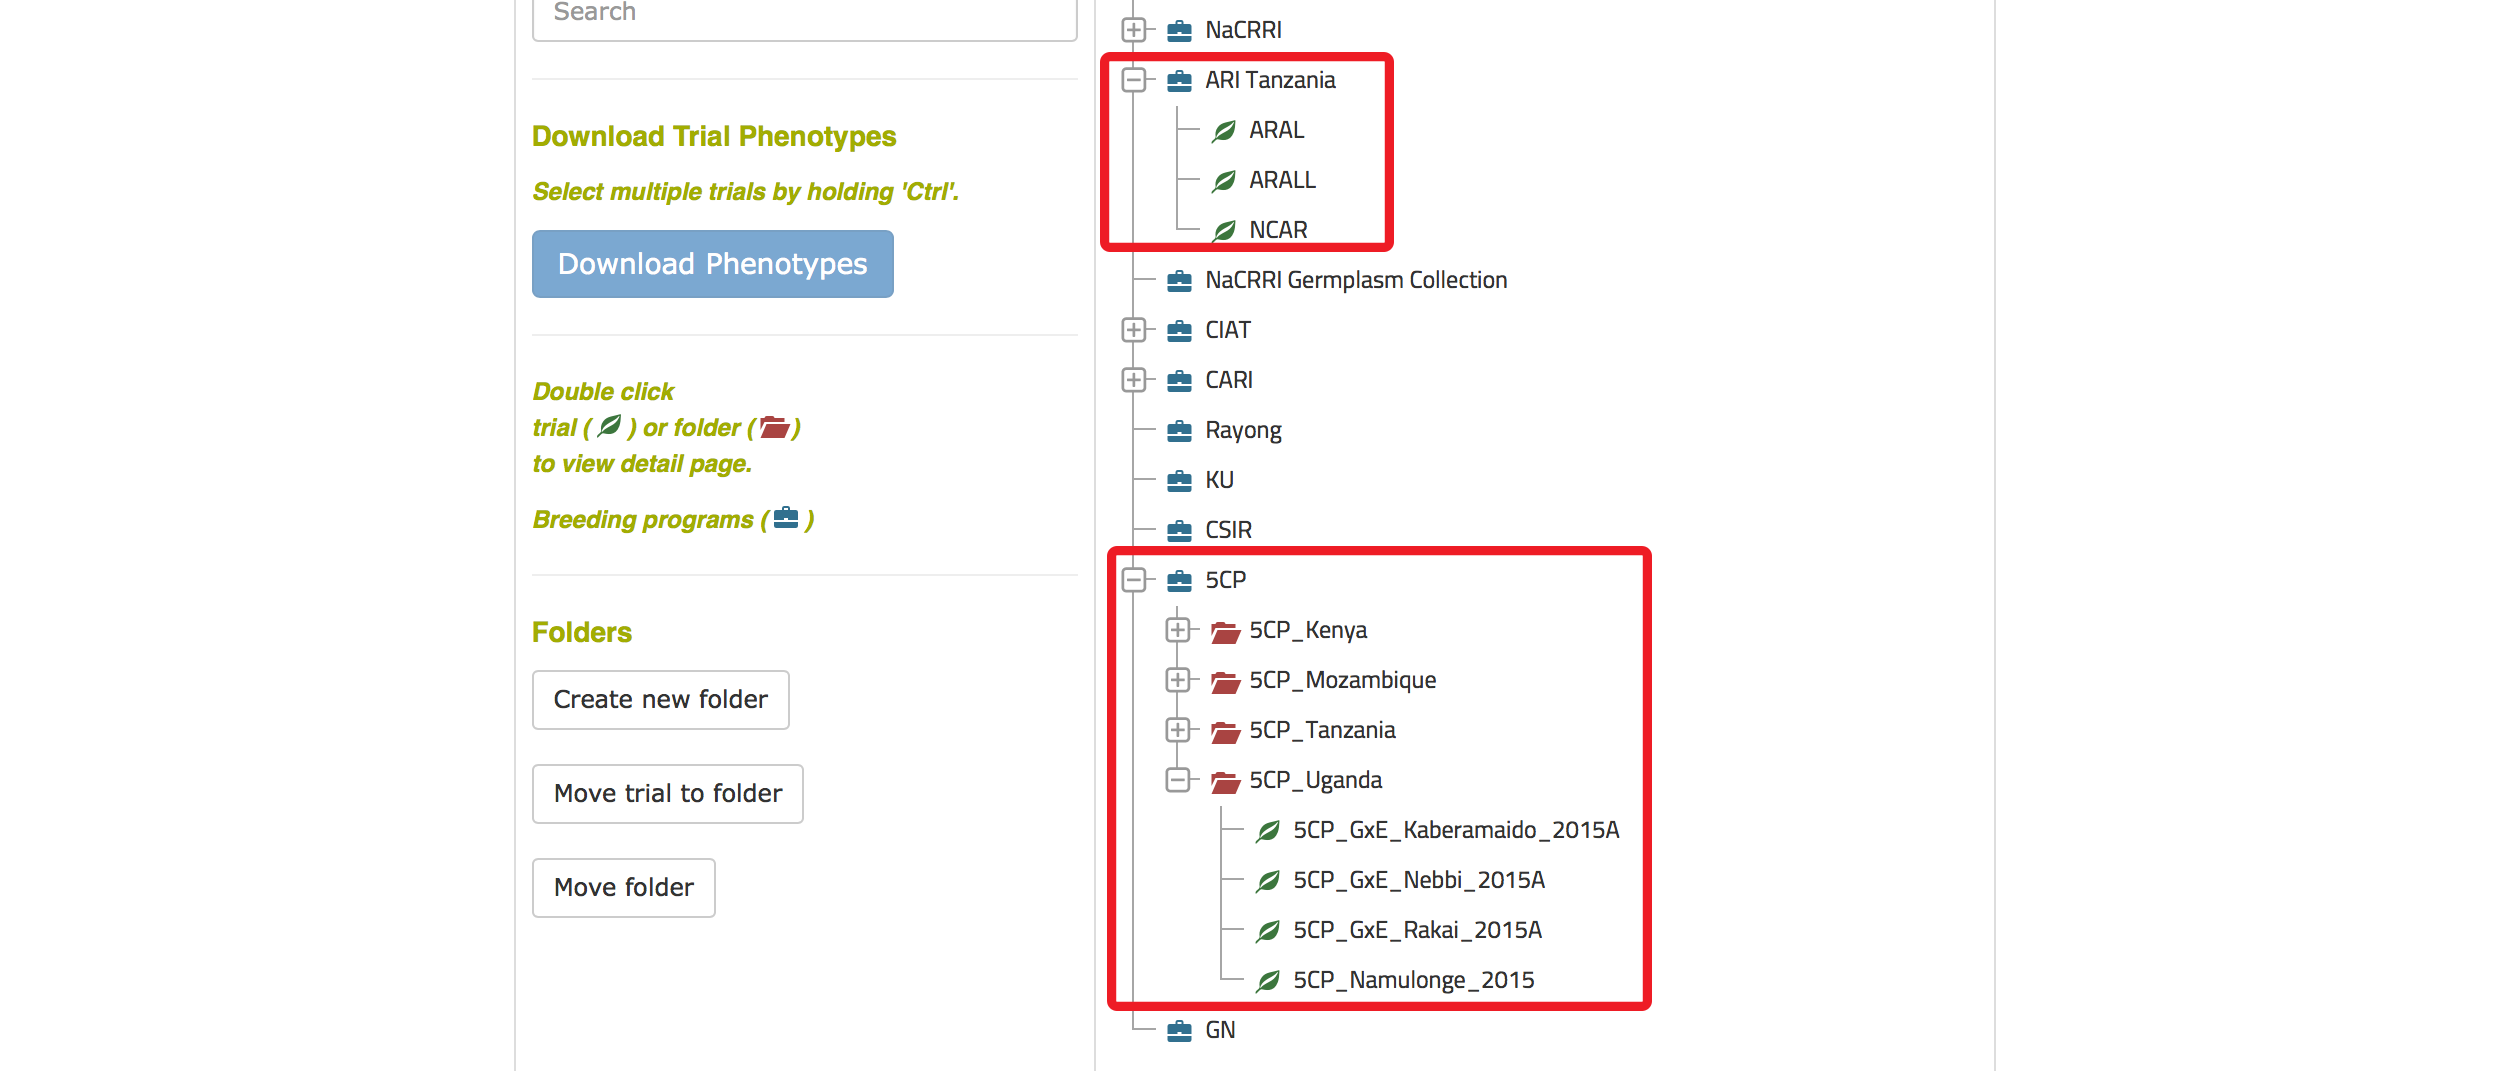 Search
Download Trial Phenotypes
Select multiple trials by holding 'Ctrl'.
Download Phenotypes
Double click
trial ( ) or folder ( )
to view detail page.
Breeding programs ( )
Folders
Create new folder
Move trial to folder
Move folder
NaCRRI
ARI Tanzania
ARAL
ARALL
NCAR
NaCRRI Germplasm Collection
CIAT
CARI
Rayong
KU
CSIR
5CP
5CP_Kenya
5CP_Mozambique
5CP_Tanzania
5CP_Uganda
5CP_GxE_Kaberamaido_2015A
5CP_GxE_Nebbi_2015A
5CP_GxE_Rakai_2015A
5CP_Namulonge_2015
GN